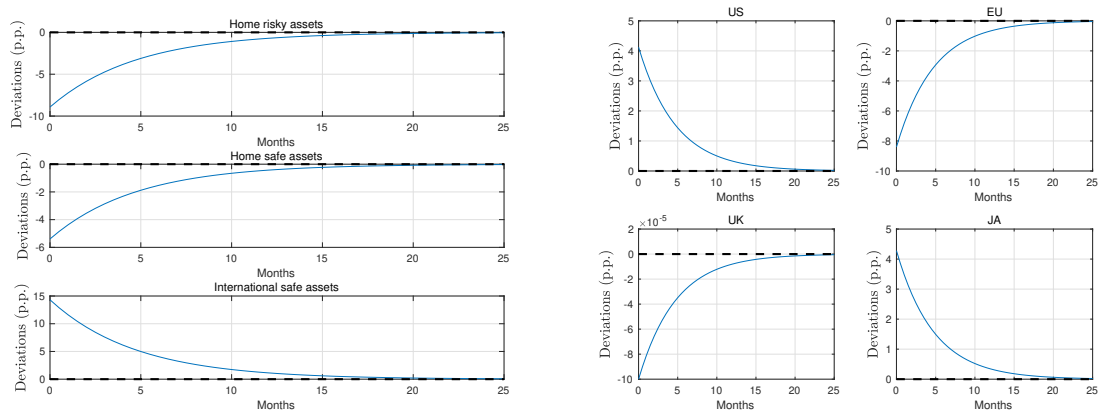 Home risky assets
Deviations (p.p.)
0
-5
-10
0 5 10 15 20 25
Months
Home safe assets
Deviations (p.p.)
0
-2
-4
-6
0 5 10 15 20 25
Months
International safe assets
Deviations (p.p.)
15
10
5
0
0 5 10 15 20 25
Months
US
Deviations (p.p.)
5
4
3
2
1
0
0 5 10 15 20 25
Months
EU
Deviations (p.p.)
0
-2
-4
-6
-8
-10
0 5 10 15 20 25
Months
×10-5
UK
Deviations (p.p.)
2
0
-2
-4
-6
-8
-10
0 5 10 15 20 25
Months
JA
Deviations (p.p.)
5
4
3
2
1
0
0 5 10 15 20 25
Months